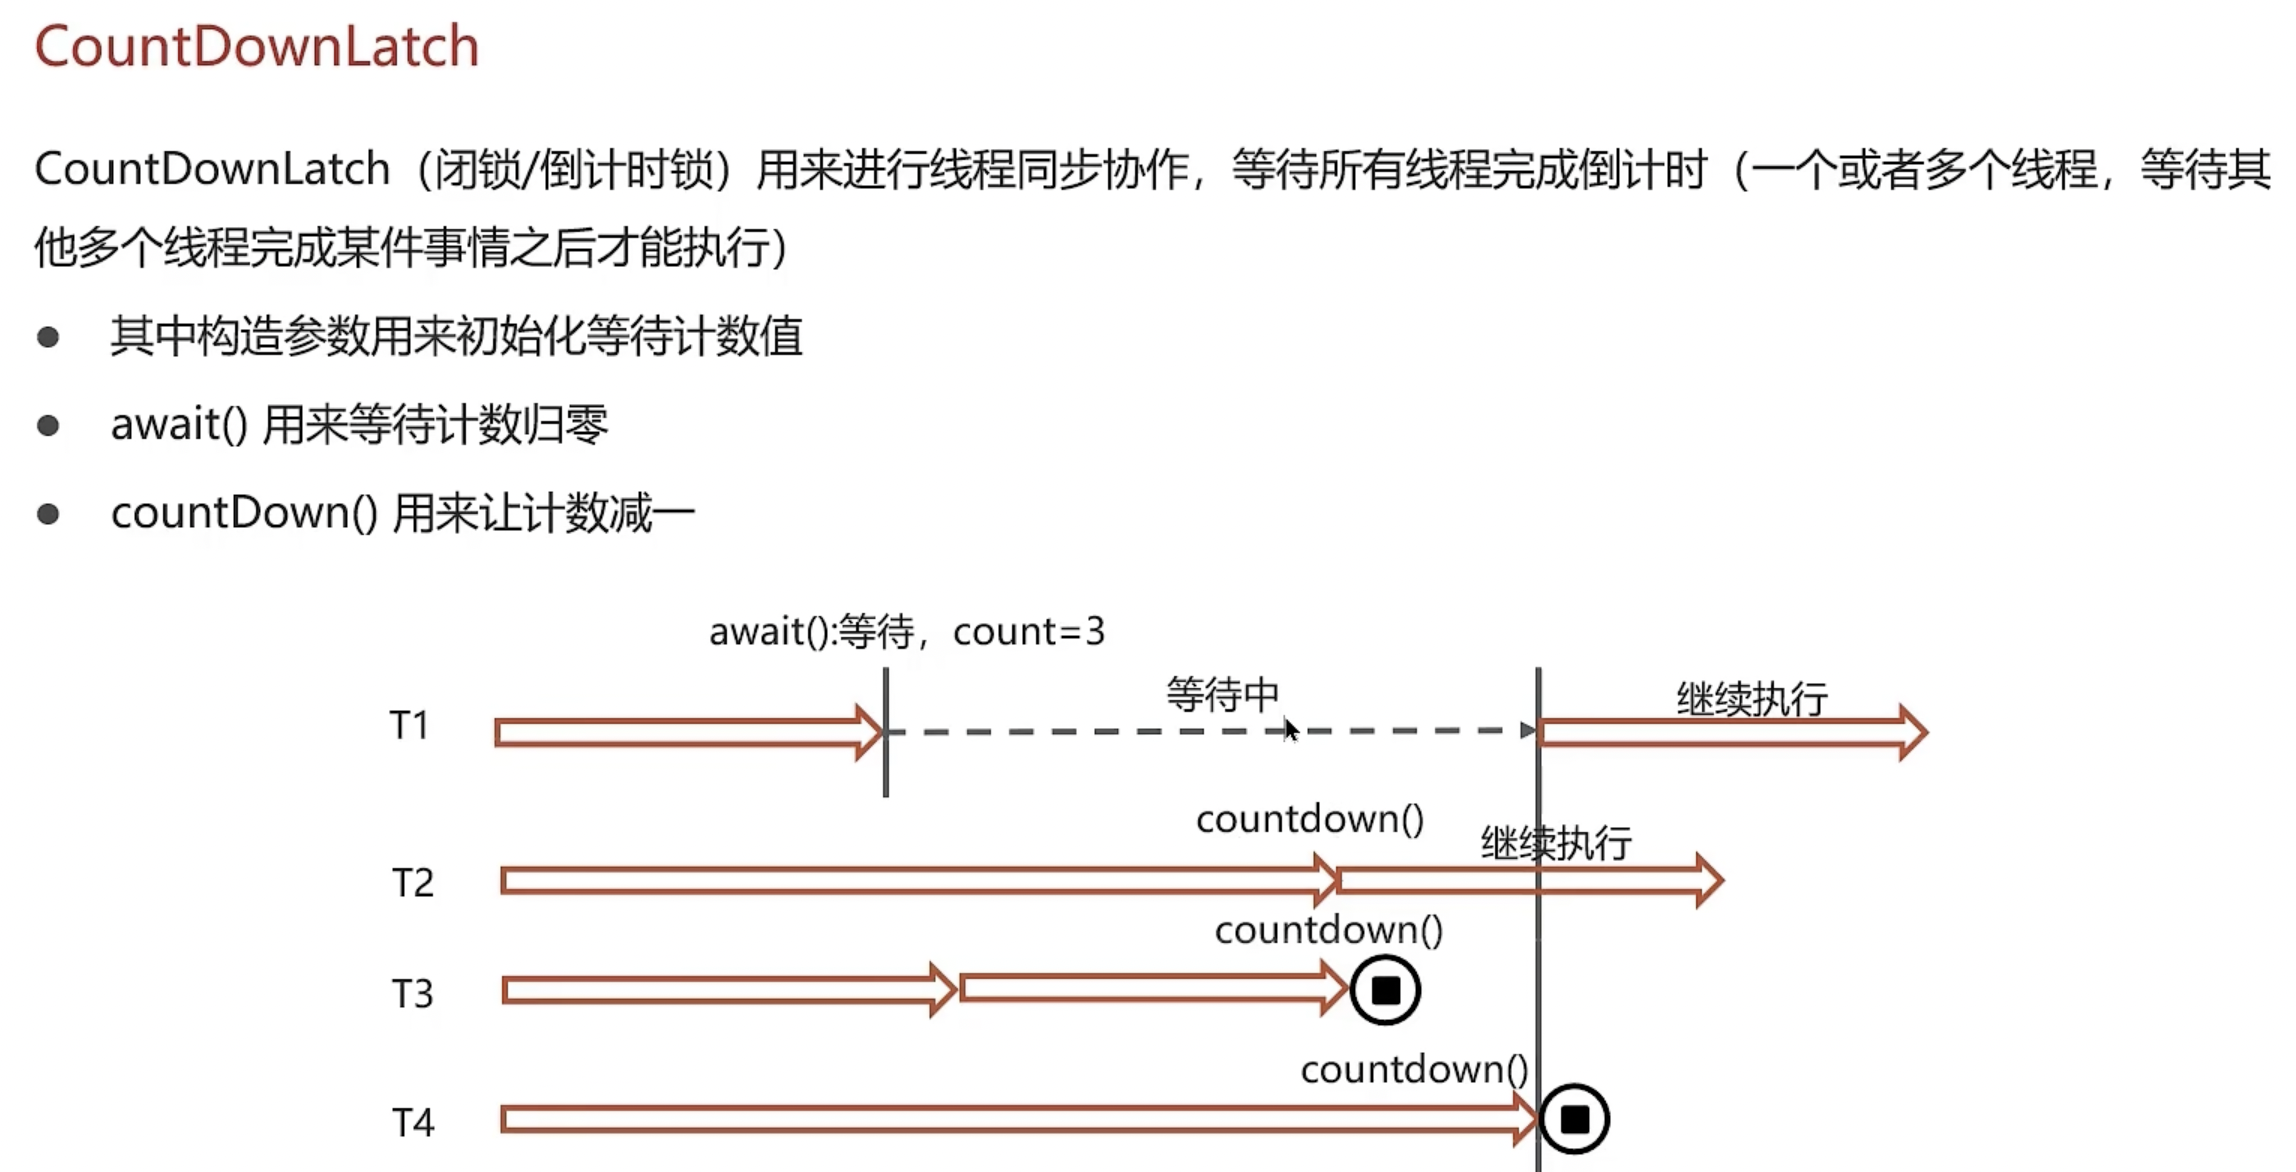 CountDownLatch
CountDownLatch（闭锁/倒计时锁）用来进行线程同步协作，等待所有线程完成倒计时（一个或者多个线程，等待其
他多个线程完成某件事情之后才能执行）
● 其中构造参数用来初始化等待计数值
● await() 用来等待计数归零
● countDown() 用来让计数减一
await():等待，count=3
等待中
继续执行
T1
countdown()
继续执行
T2
countdown()
T3
countdown()
T4